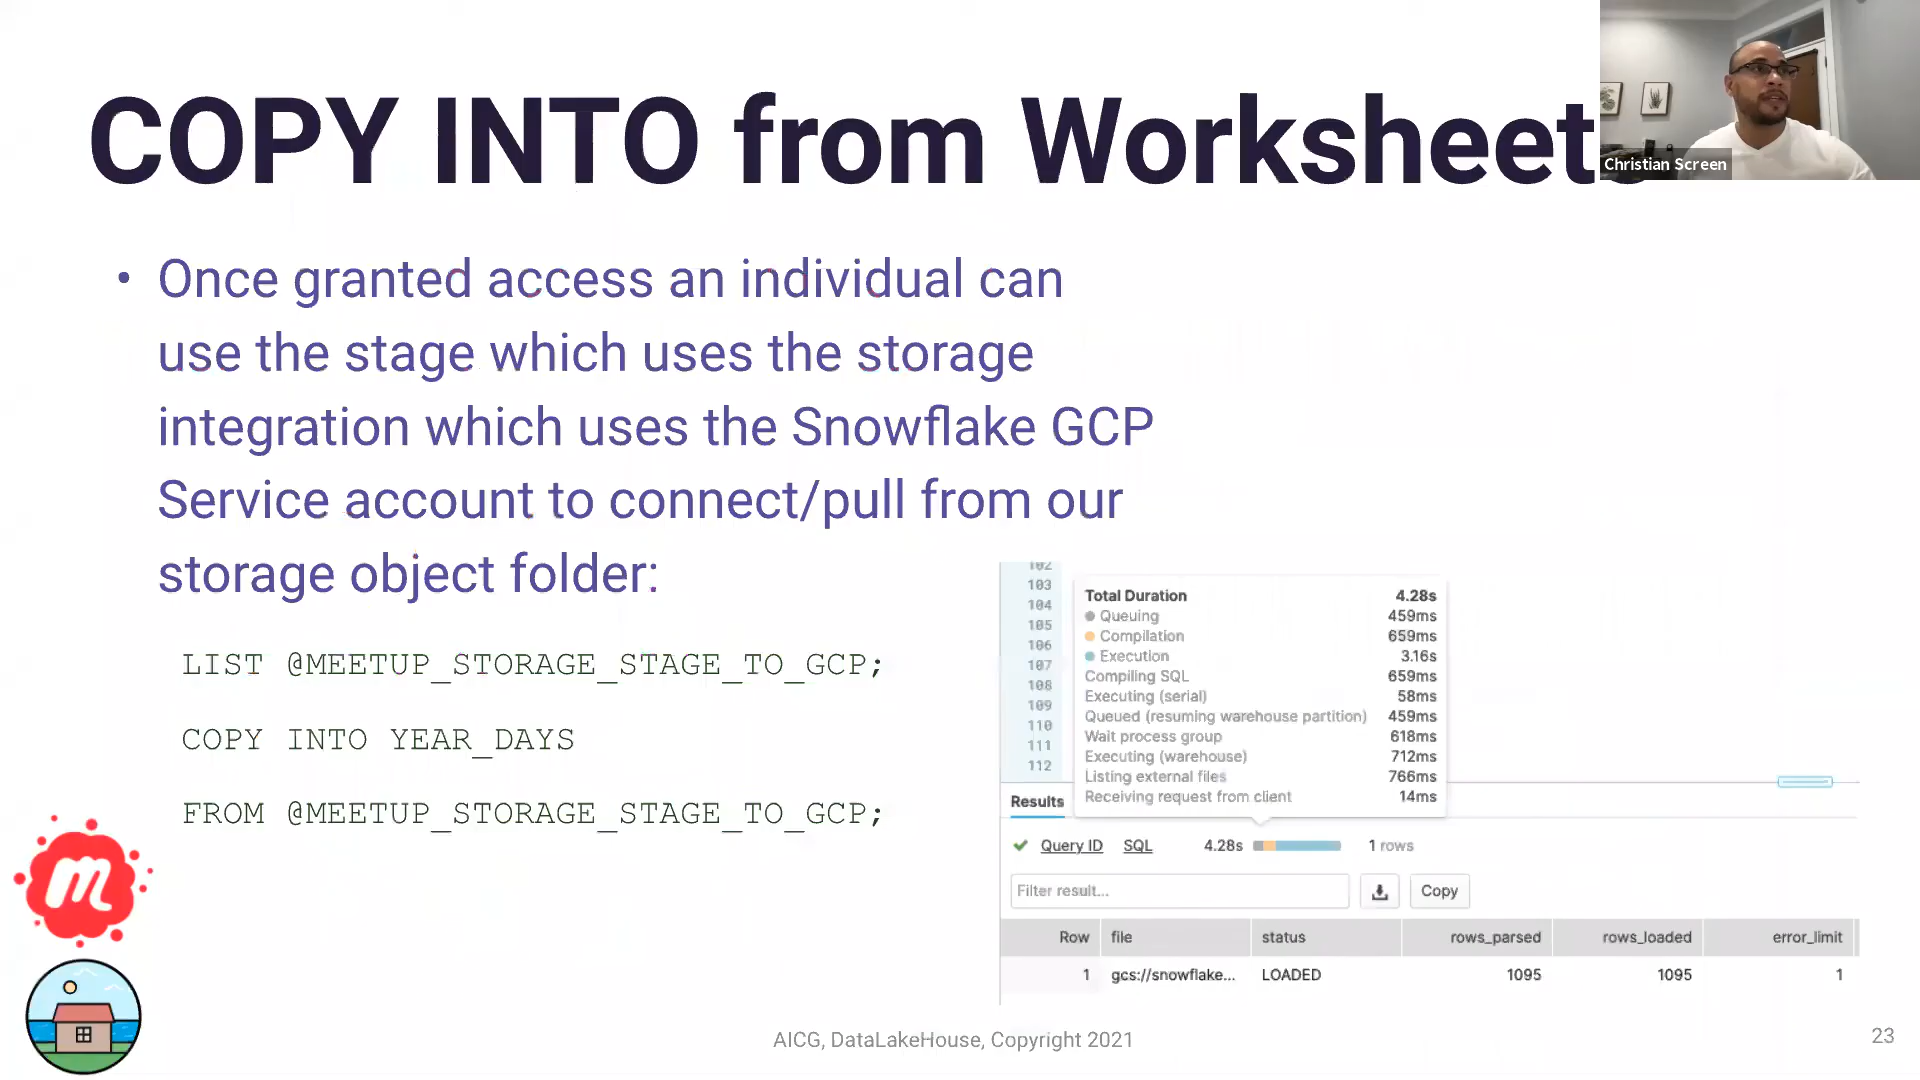 COPY INTO from Worksheet
Christian Screen
• Once granted access an individual can
use the stage which uses the storage
integration which uses the Snowflake GCP
Service account to connect/pull from our
storage object folder:
LIST @MEETUP_STORAGE_STAGE_TO_GCP;
COPY INTO YEAR_DAYS
FROM @MEETUP_STORAGE_STAGE_TO_GCP;
102
103
104
105
106
107
108
109
110
111
112
Total Duration 4.28s
Queuing 459ms
Compilation 659ms
Execution 3.16s
Compiling SQL 659ms
Executing (serial) 58ms
Queued (resuming warehouse partition) 459ms
Wait process group 618ms
Executing (warehouse) 712ms
Listing external files 766ms
Receiving request from client 14ms
Results
Query ID SQL 4.28s 1 rows
Filter result... Copy
Row file status rows_parsed rows_loaded error_limit
1 gcs://snowflake... LOADED 1095 1095 1
m
AICG, DataLakeHouse, Copyright 2021
23